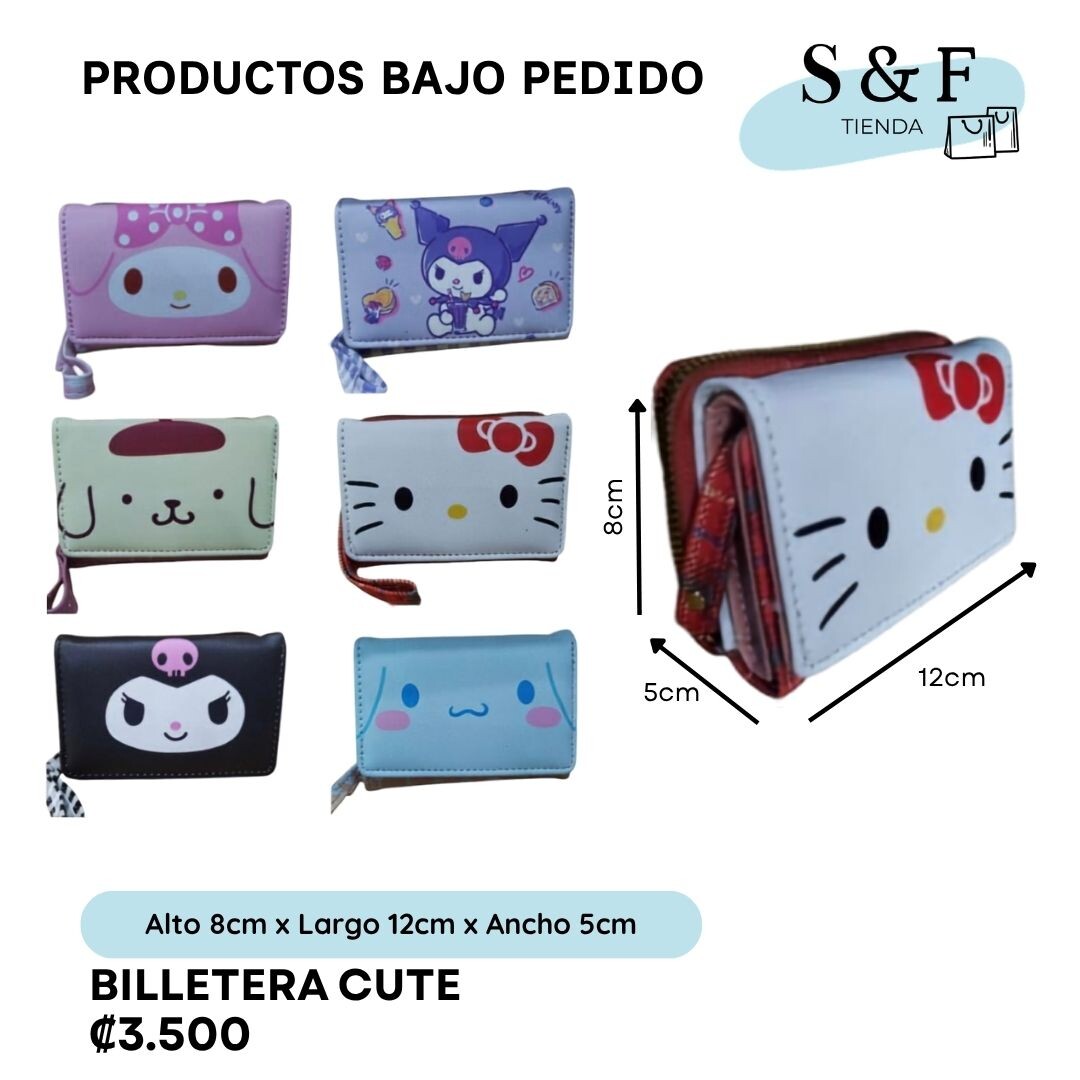 PRODUCTOS BAJO PEDIDO
S & F
TIENDA
8cm
5cm
12cm
Alto 8cm x Largo 12cm x Ancho 5cm
BILLETERA CUTE
₡3.500